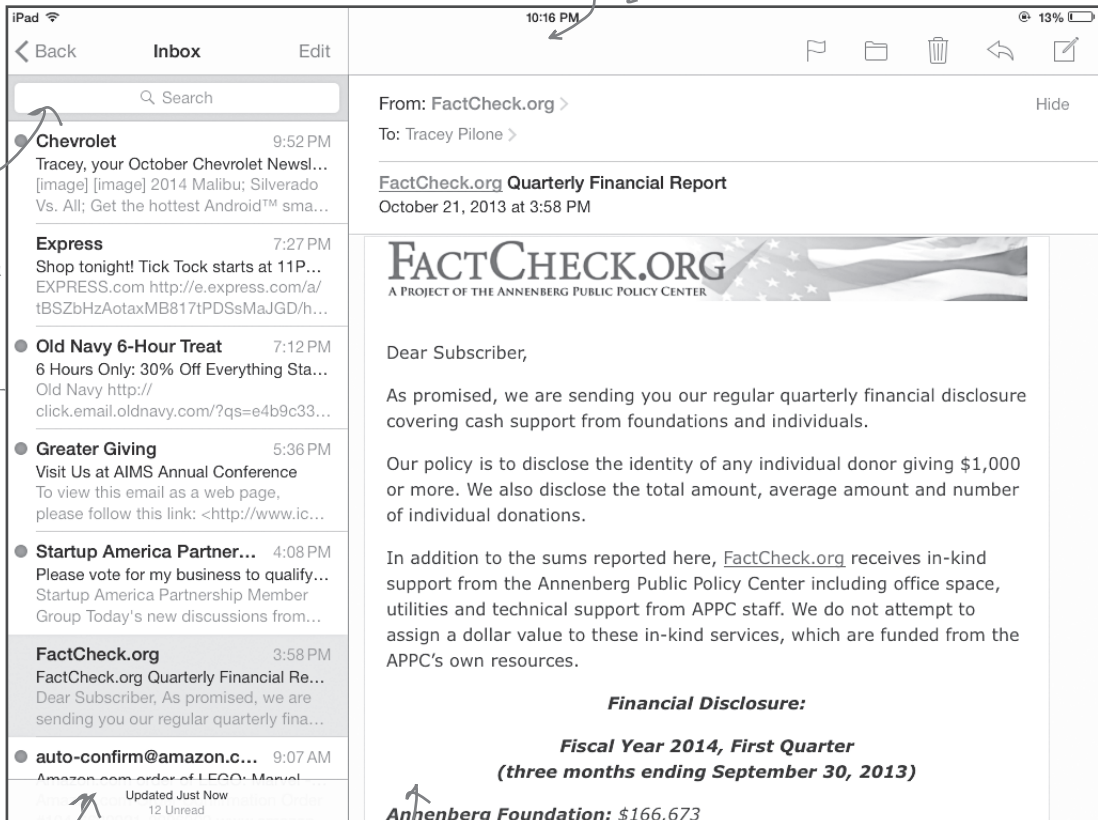 iPad
10:16 PM
13%
Back
Inbox
Edit
Search
Chevrolet 9:52 PM
Tracey, your October Chevrolet Newsl...
[image] [image] 2014 Malibu; Silverado
Vs. All; Get the hottest Android™ sma...
Express 7:27 PM
Shop tonight! Tick Tock starts at 11P...
EXPRESS.com http://e.express.com/a/
tBSZbHzAotaxMB817tPDSsMaJGD/h...
Old Navy 6-Hour Treat 7:12 PM
6 Hours Only: 30% Off Everything Sta...
Old Navy http://
click.email.oldnavy.com/?qs=e4b9c33...
Greater Giving 5:36 PM
Visit Us at AIMS Annual Conference
To view this email as a web page,
please follow this link: <http://www.ic...
Startup America Partner... 4:08 PM
Please vote for my business to qualify...
Startup America Partnership Member
Group Today's new discussions from...
FactCheck.org 3:58 PM
FactCheck.org Quarterly Financial Re...
Dear Subscriber, As promised, we are
sending you our regular quarterly fina...
auto-confirm@amazon.c... 9:07 AM
Amazon.com order of LEGO: Marvel...
Updated Just Now
12 Unread
From: FactCheck.org
Hide
To: Tracey Pilone
FactCheck.org Quarterly Financial Report
October 21, 2013 at 3:58 PM
FACTCHECK.ORG
A PROJECT OF THE ANNENBERG PUBLIC POLICY CENTER
Dear Subscriber,
As promised, we are sending you our regular quarterly financial disclosure
covering cash support from foundations and individuals.
Our policy is to disclose the identity of any individual donor giving $1,000
or more. We also disclose the total amount, average amount and number
of individual donations.
In addition to the sums reported here, FactCheck.org receives in-kind
support from the Annenberg Public Policy Center including office space,
utilities and technical support from APPC staff. We do not attempt to
assign a dollar value to these in-kind services, which are funded from the
APPC's own resources.
Financial Disclosure:
Fiscal Year 2014, First Quarter
(three months ending September 30, 2013)
Annenberg Foundation: $166,673